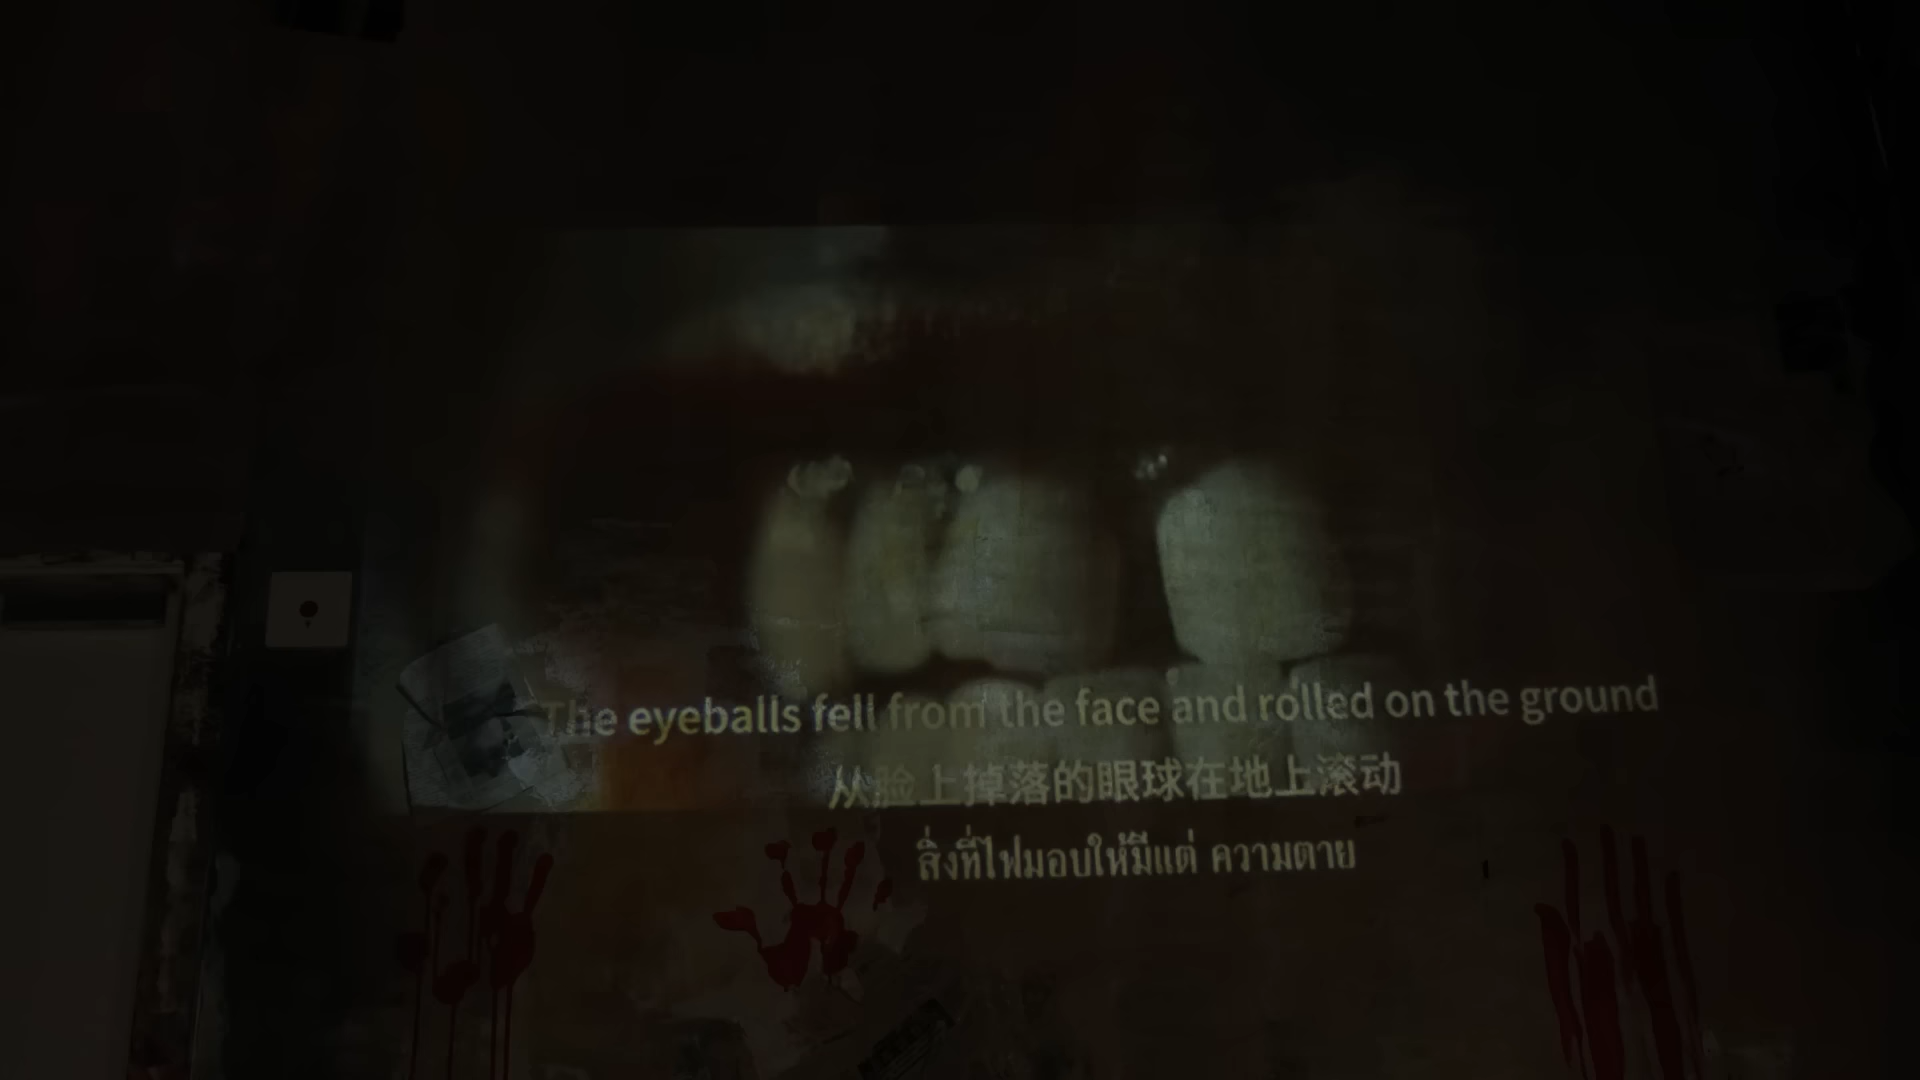 The eyeballs fell from the face and rolled on the ground
从脸上掉落的眼球在地上滚动
สิ่งที่ไฟมอบให้มีแต่ ความตาย